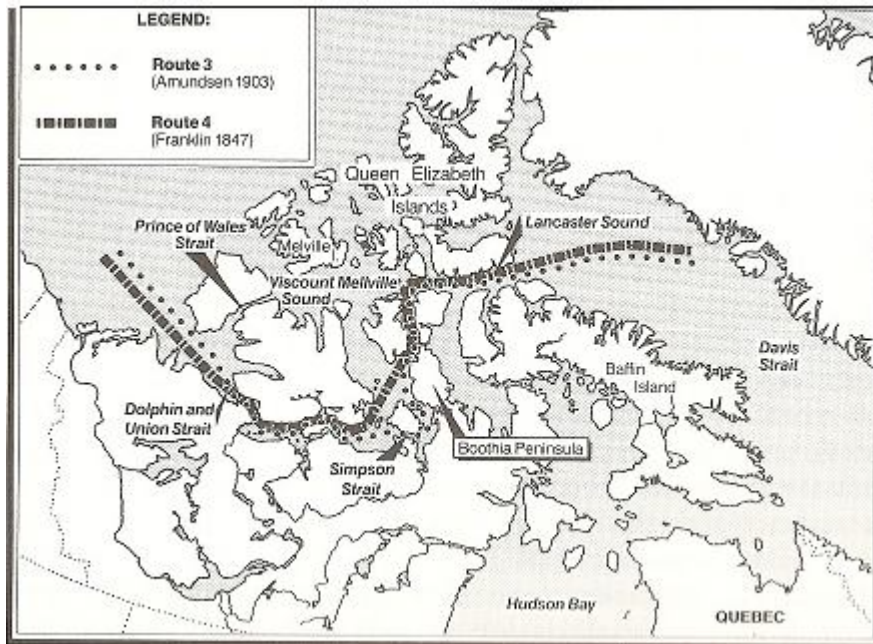 LEGEND:
Route 3
(Amundsen 1903)
Route 4
(Franklin 1847)
Queen Elizabeth
Islands
Prince of Wales
Strait
Melville
Lancaster Sound
Viscount Mellville
Sound
Davis
Strait
Baffin
Island
Dolphin and
Union Strait
Boothia Peninsula
Simpson
Strait
Hudson Bay
QUEBEC